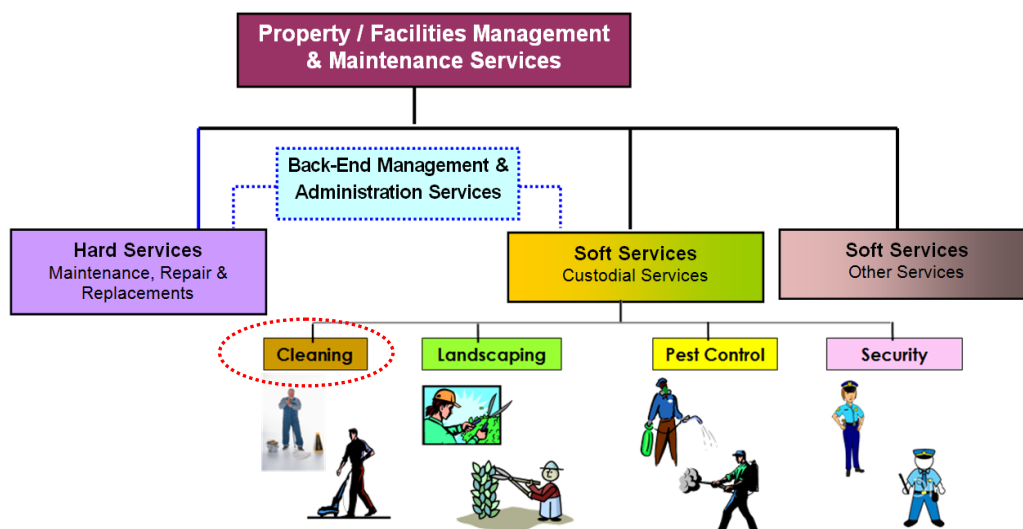 Property / Facilities Management
& Maintenance Services
Back-End Management &
Administration Services
Hard Services
Maintenance, Repair &
Replacements
Soft Services
Custodial Services
Soft Services
Other Services
Cleaning
Landscaping
Pest Control
Security